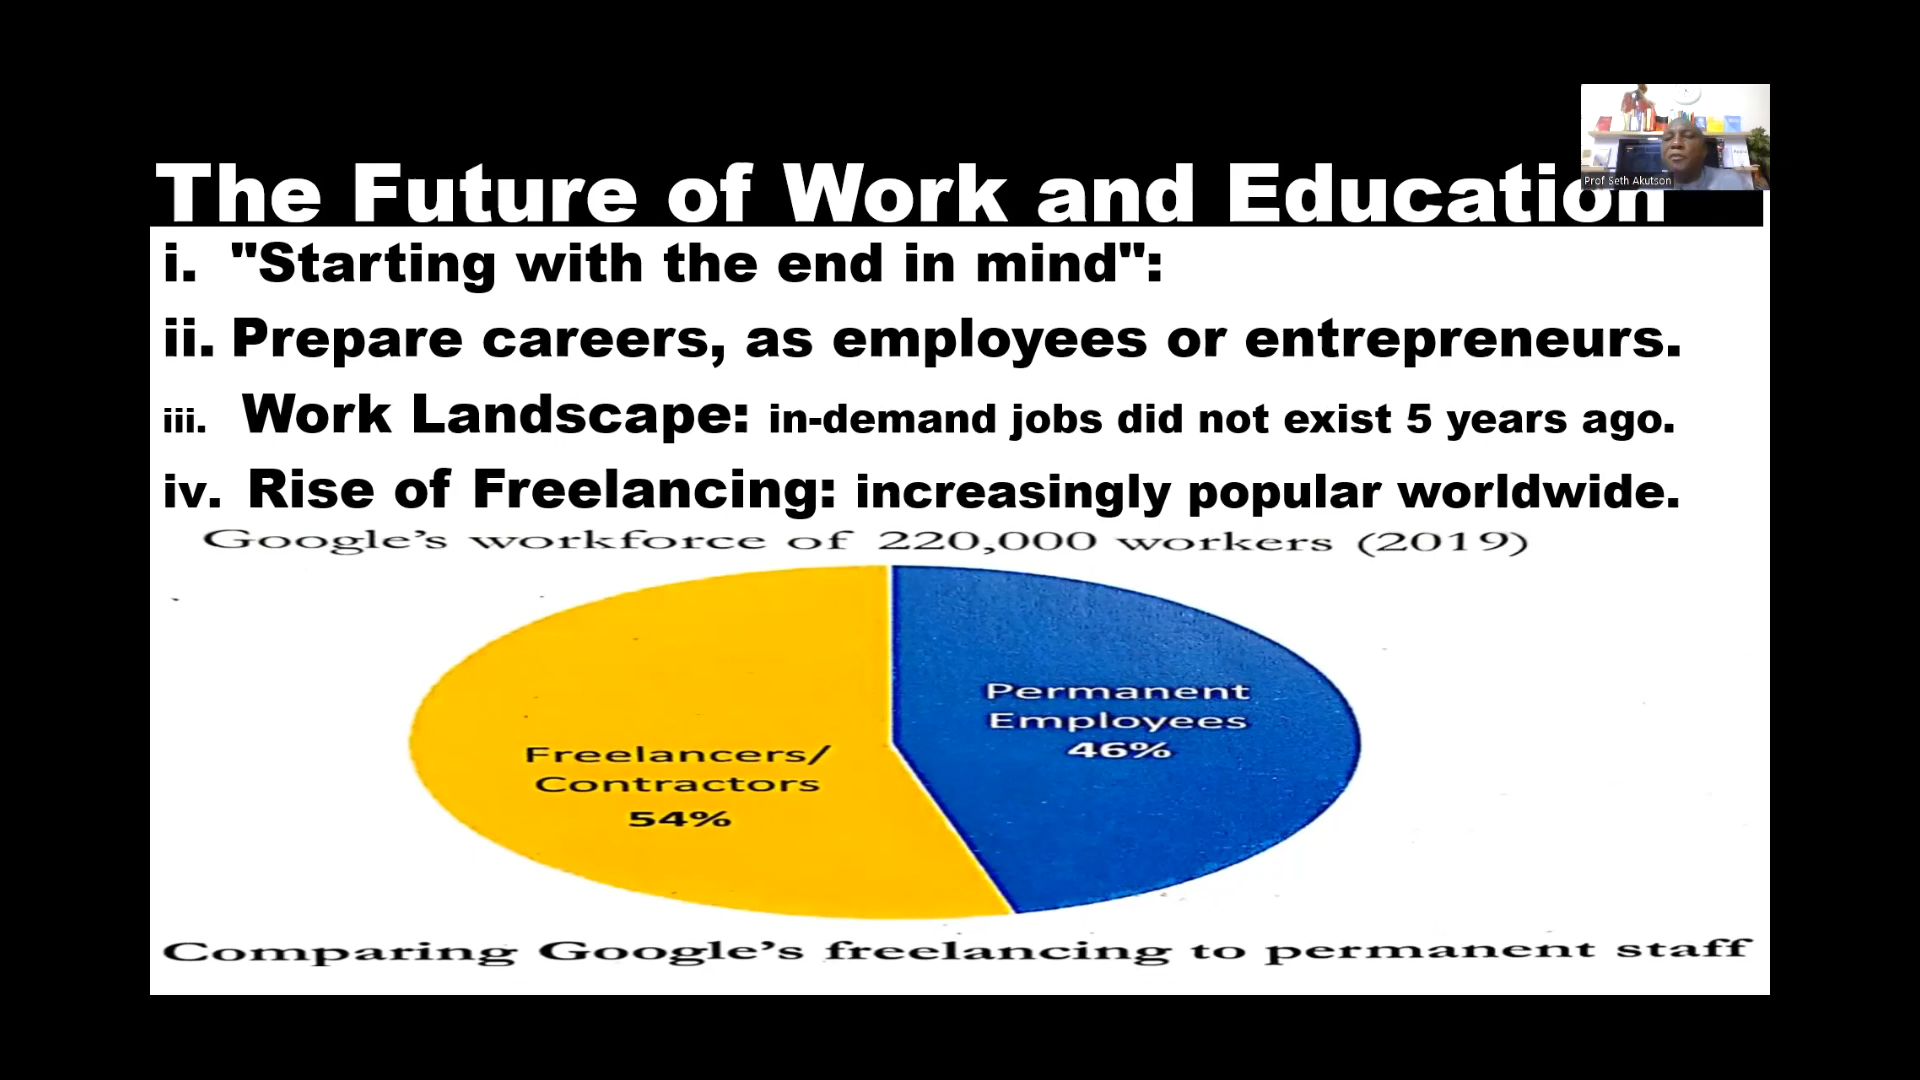 Prof Seth Akutson
The Future of Work and Education
i. "Starting with the end in mind":
ii. Prepare careers, as employees or entrepreneurs.
iii. Work Landscape: in-demand jobs did not exist 5 years ago.
iv. Rise of Freelancing: increasingly popular worldwide.
Google's workforce of 220,000 workers (2019)
Permanent
Employees
46%
Freelancers/
Contractors
54%
Comparing Google's freelancing to permanent staff